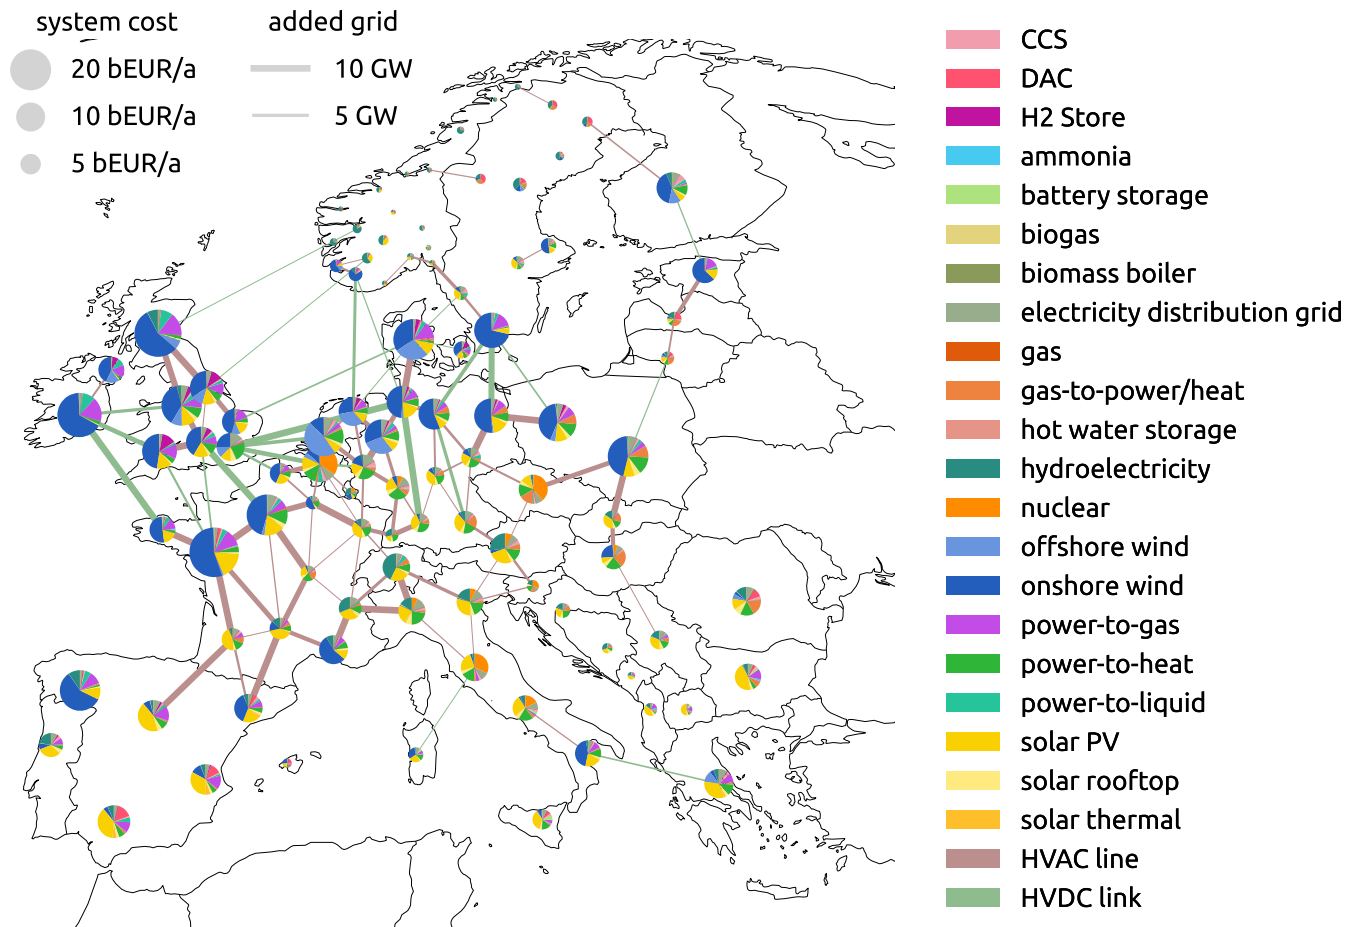 system cost
20 bEUR/a
10 bEUR/a
5 bEUR/a
added grid
10 GW
5 GW
CCS
DAC
H2 Store
ammonia
battery storage
biogas
biomass boiler
electricity distribution grid
gas
gas-to-power/heat
hot water storage
hydroelectricity
nuclear
offshore wind
onshore wind
power-to-gas
power-to-heat
power-to-liquid
solar PV
solar rooftop
solar thermal
HVAC line
HVDC link